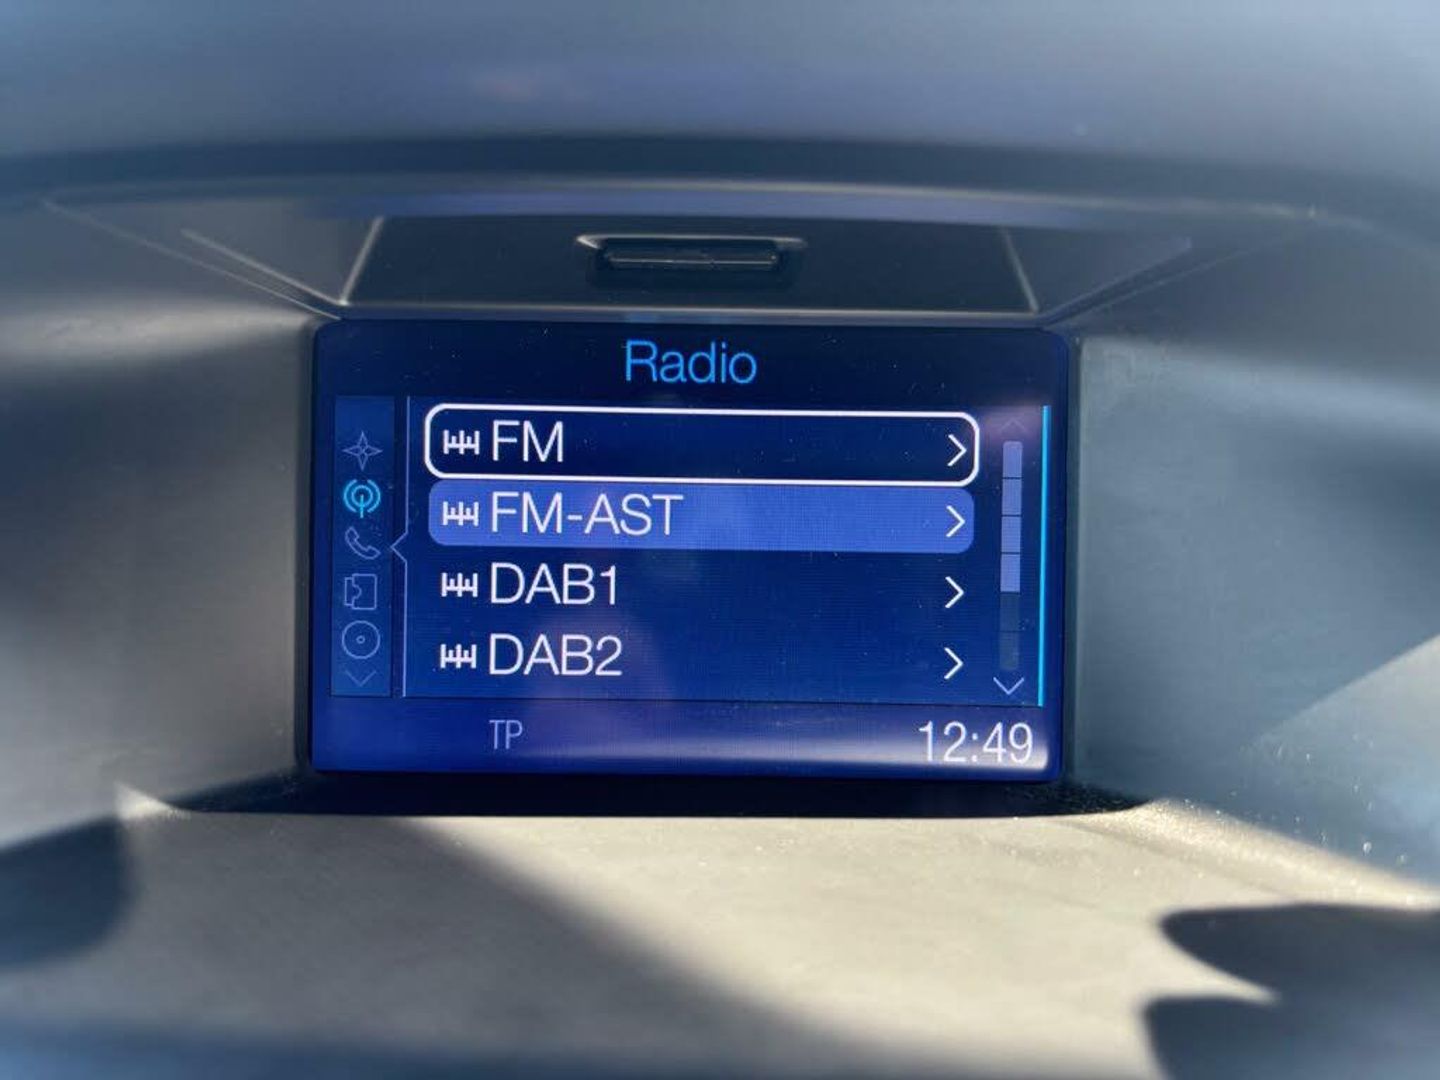 Radio
FM
FM-AST
DAB1
DAB2
TP 12:49